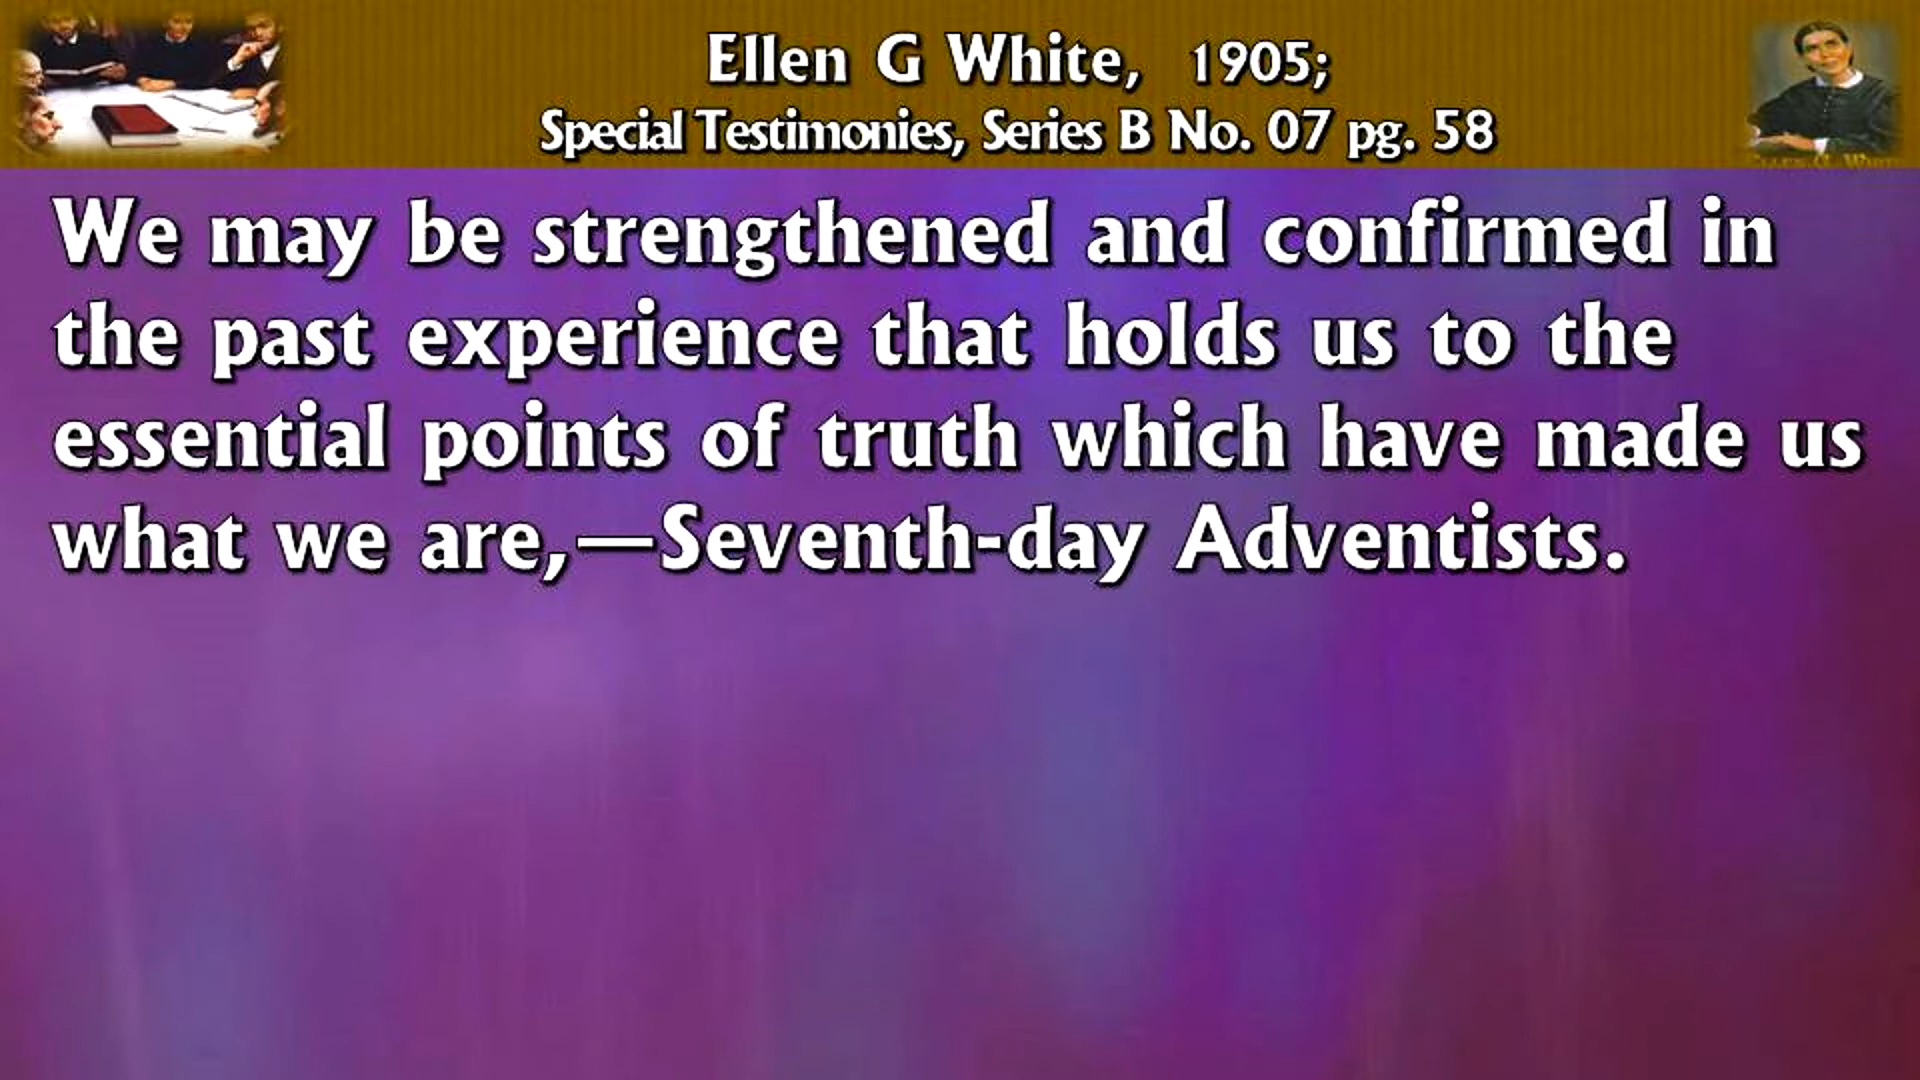 Ellen G White, 1905;
Special Testimonies, Series B No. 07 pg. 58
ELLEN G. WHITE
We may be strengthened and confirmed in
the past experience that holds us to the
essential points of truth which have made us
what we are,—Seventh-day Adventists.